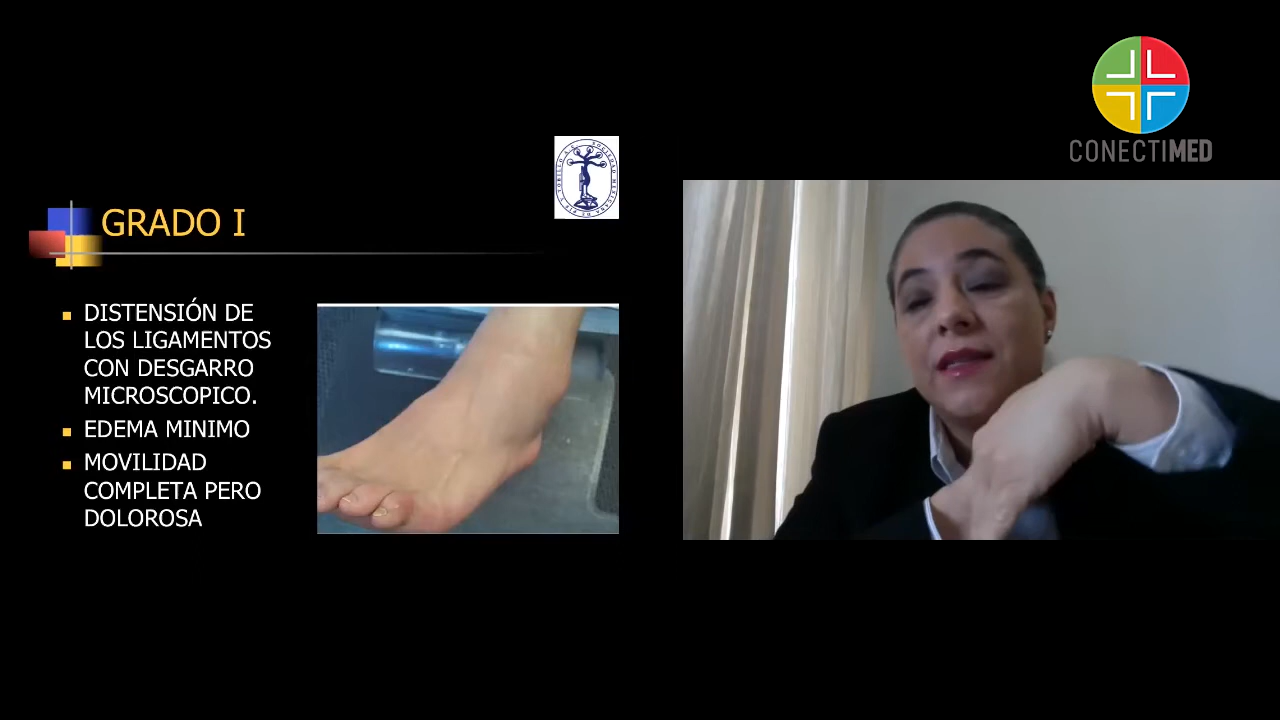 CONECTIMED
GRADO I
DISTENSIÓN DE
LOS LIGAMENTOS
CON DESGARRO
MICROSCOPICO.
EDEMA MINIMO
MOVILIDAD
COMPLETA PERO
DOLOROSA